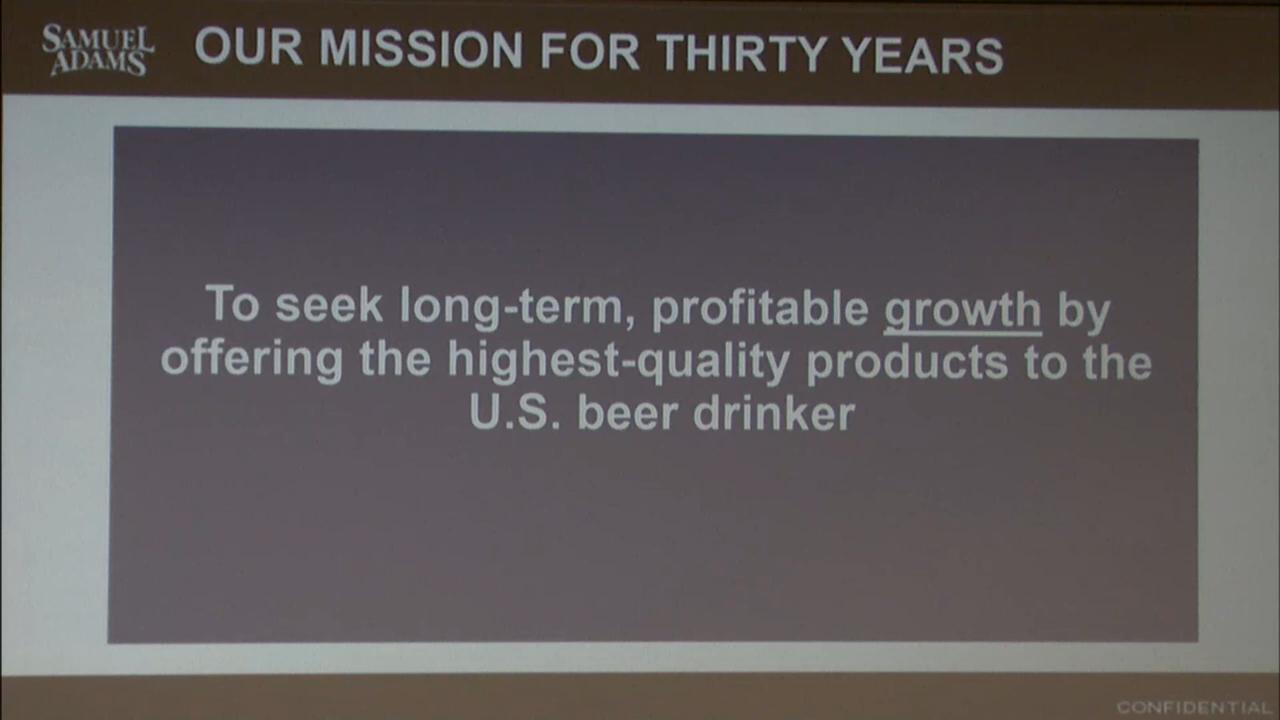 SAMUEL
ADAMS
OUR MISSION FOR THIRTY YEARS
To seek long-term, profitable growth by
offering the highest-quality products to the
U.S. beer drinker
CONFIDENTIAL